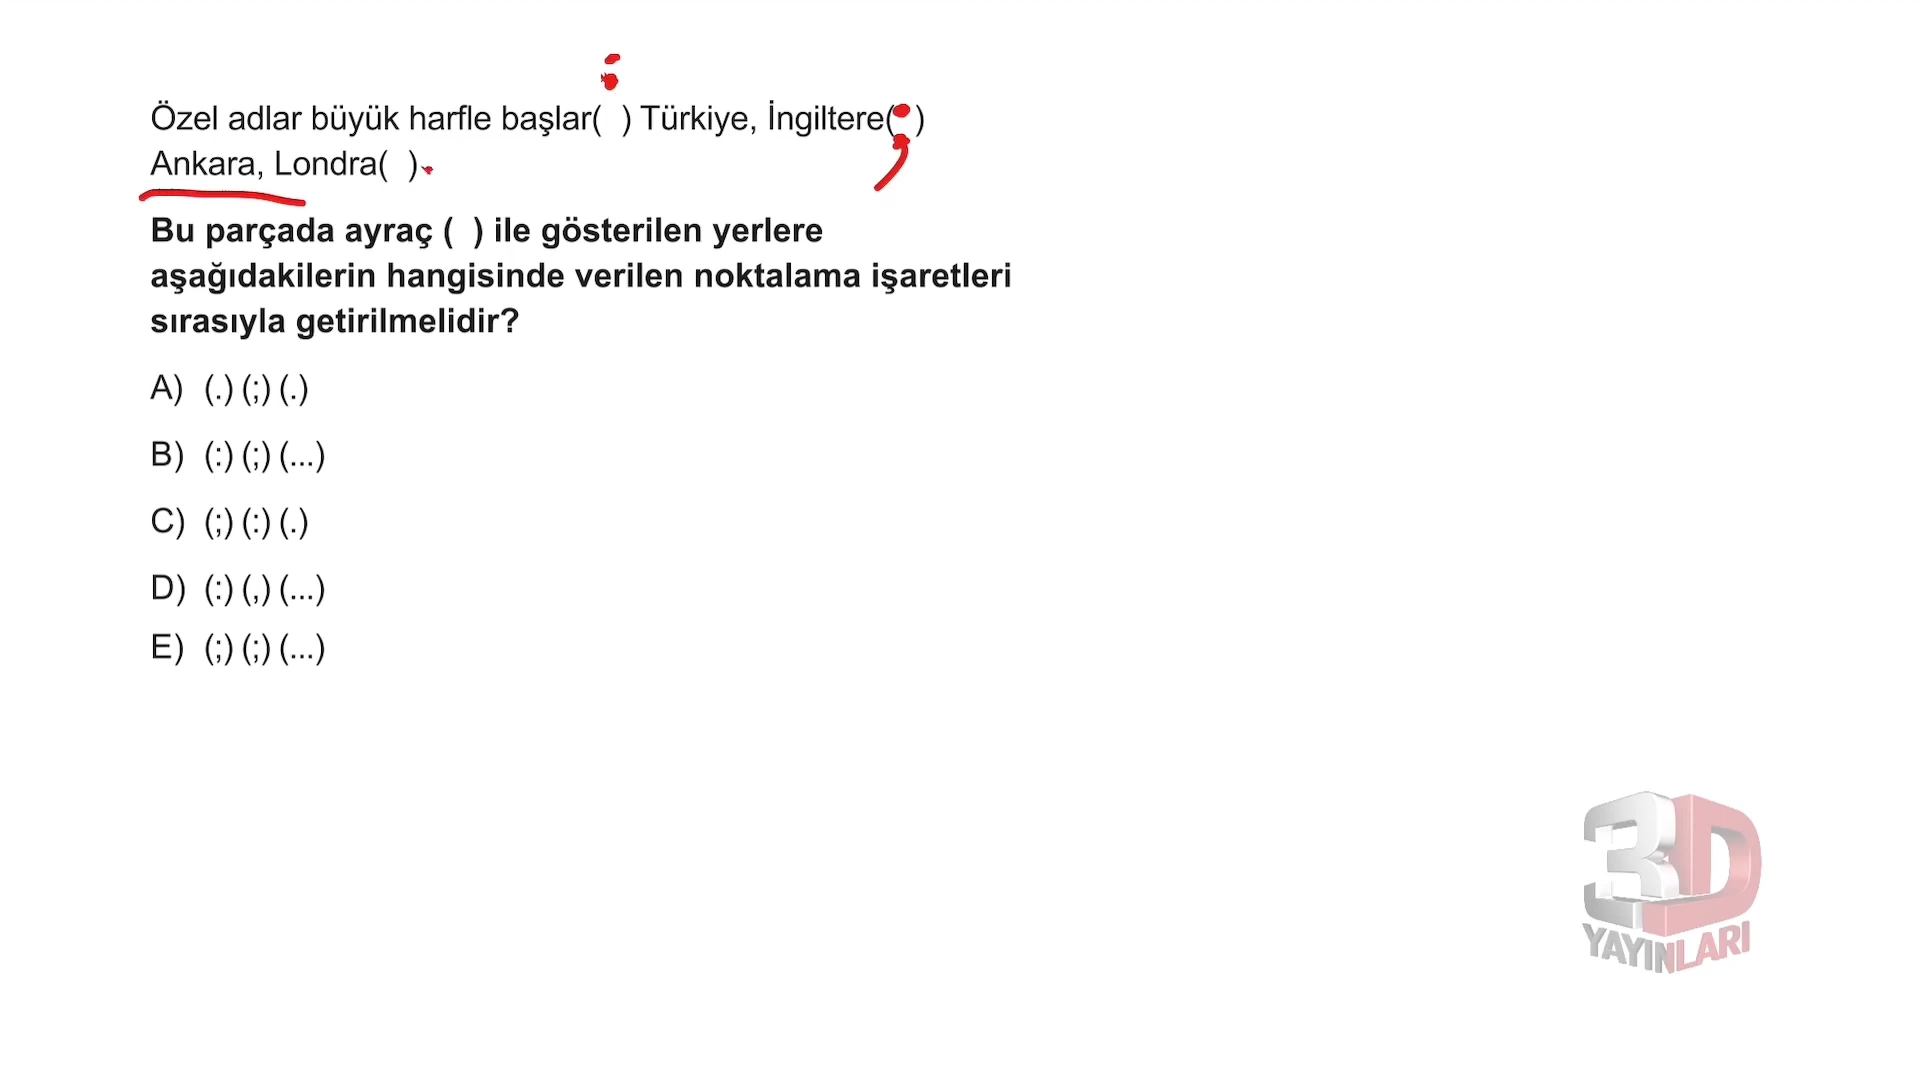 Özel adlar büyük harfle başlar( ) Türkiye, İngiltere( )
Ankara, Londra( )
Bu parçada ayraç ( ) ile gösterilen yerlere
aşağıdakilerin hangisinde verilen noktalama işaretleri
sırasıyla getirilmelidir?
A) (.) (;) (.)
B) (:) (;) (...)
C) (;) (:) (.)
D) (:) (,) (...)
E) (;) (;) (...)
3D
YAYINLARI